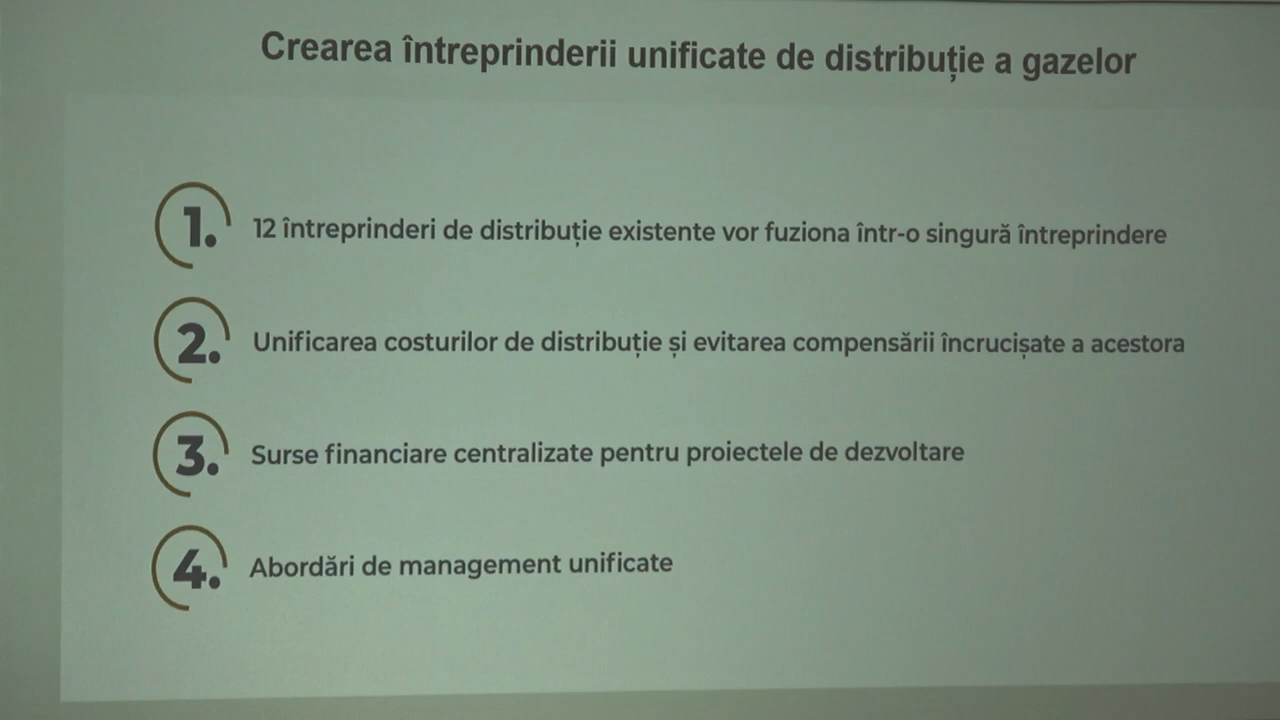 Crearea întreprinderii unificate de distribuție a gazelor
1. 12 întreprinderi de distribuție existente vor fuziona într-o singură întreprindere
2. Unificarea costurilor de distribuție și evitarea compensării încrucișate a acestora
3. Surse financiare centralizate pentru proiectele de dezvoltare
4. Abordări de management unificate